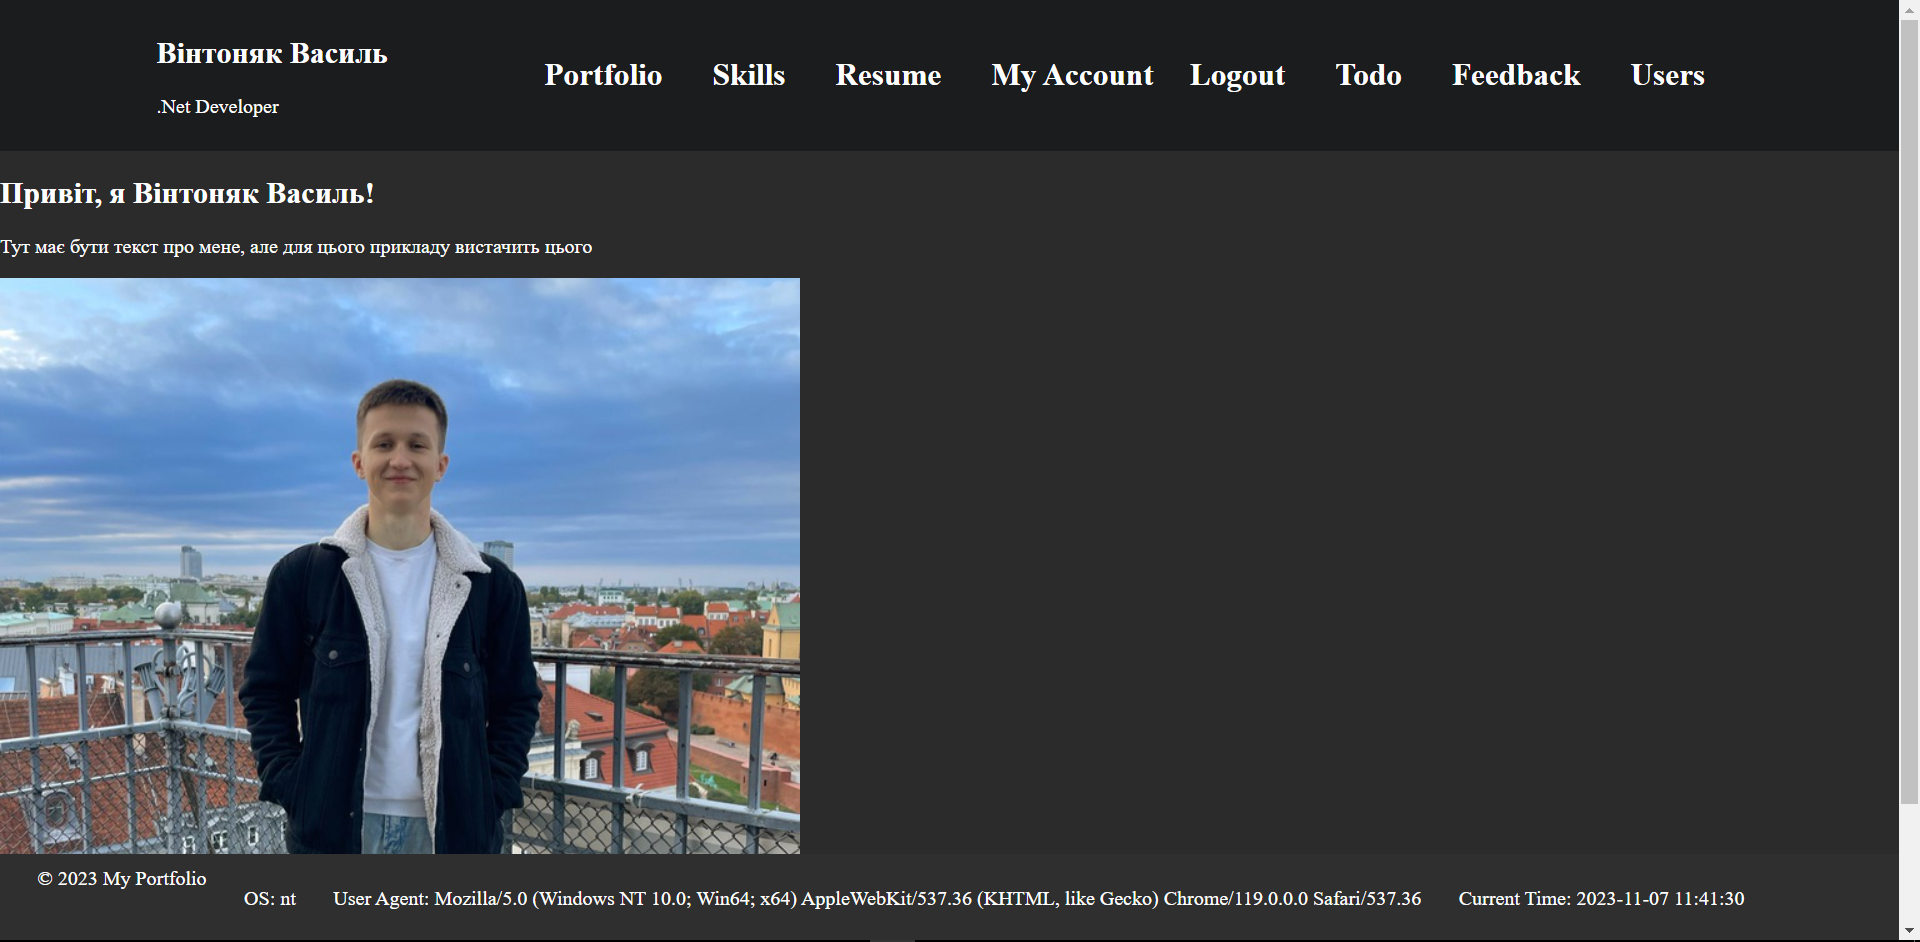 Вінтоняк Василь
.Net Developer
Portfolio Skills Resume My Account Logout Todo Feedback Users
Привіт, я Вінтоняк Василь!
Тут має бути текст про мене, але для цього прикладу вистачить цього
© 2023 My Portfolio
OS: nt User Agent: Mozilla/5.0 (Windows NT 10.0; Win64; x64) AppleWebKit/537.36 (KHTML, like Gecko) Chrome/119.0.0.0 Safari/537.36 Current Time: 2023-11-07 11:41:30